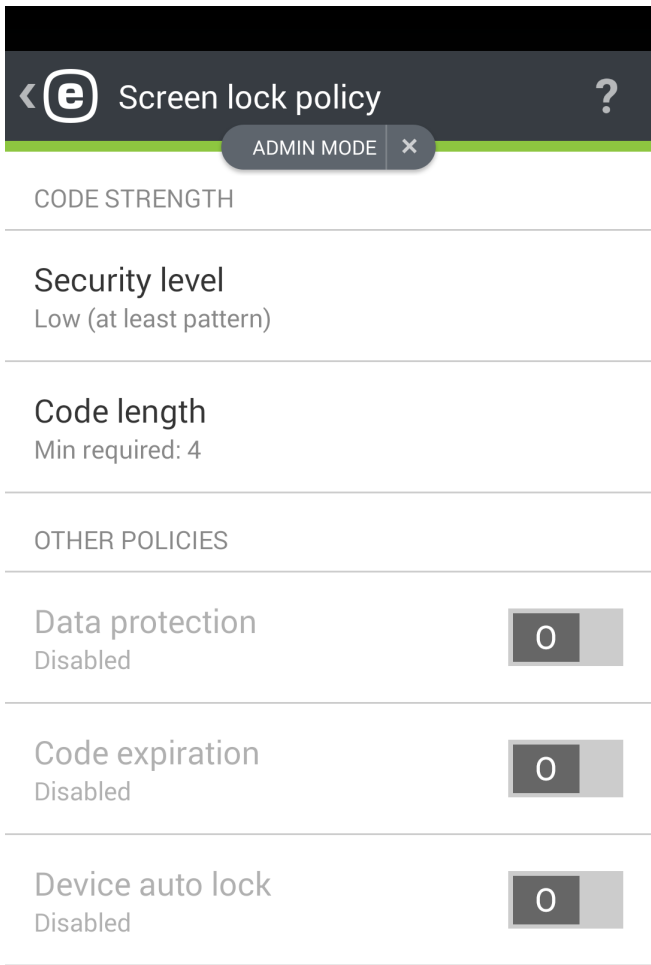 e Screen lock policy ?
ADMIN MODE ×
CODE STRENGTH
Security level
Low (at least pattern)
Code length
Min required: 4
OTHER POLICIES
Data protection
Disabled
O
Code expiration
Disabled
O
Device auto lock
Disabled
O